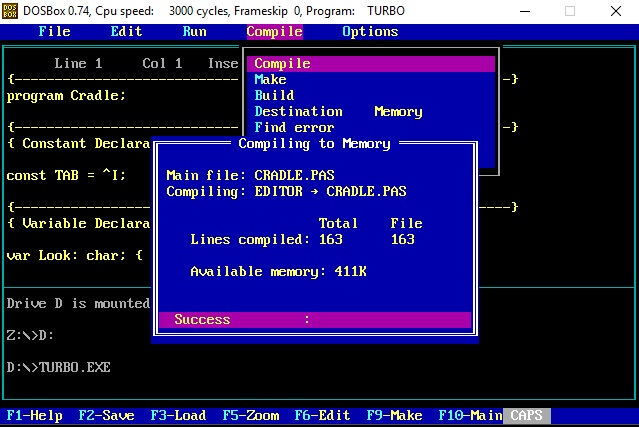 DOSBox 0.74, Cpu speed: 3000 cycles, Frameskip 0, Program: TURBO
File Edit Run Compile Options
Line 1 Col 1 Inse
Compile
Make
Build
Destination Memory
Find error
{--------------------------------------------------------------}
program Cradle;
{--------------------------------------------------------------}
{ Constant Declara
const TAB = ^I;
{--------------------------------------------------------------}
{ Variable Declara
var Look: char; {
Compiling to Memory
Main file: CRADLE.PAS
Compiling: EDITOR → CRADLE.PAS
Total File
Lines compiled: 163 163
Available memory: 411K
Success :
Drive D is mounted
Z:\>D:
D:\>TURBO.EXE
F1-Help F2-Save F3-Load F5-Zoom F6-Edit F9-Make F10-Main CAPS